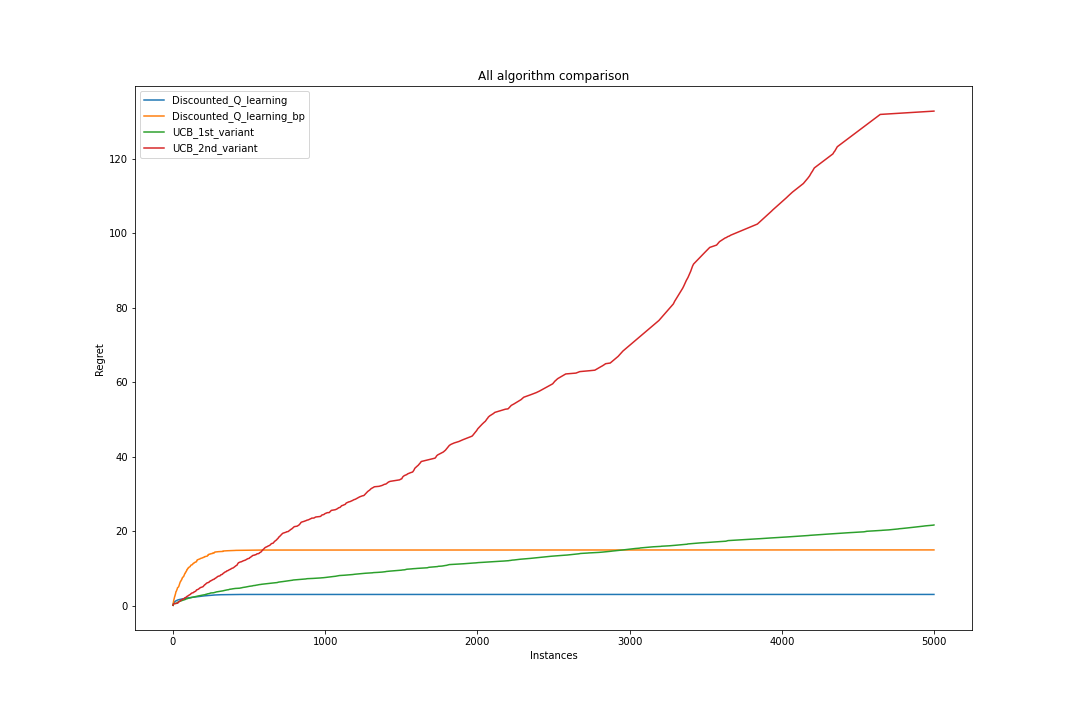 All algorithm comparison
Discounted_Q_learning
Discounted_Q_learning_bp
UCB_1st_variant
UCB_2nd_variant
120
100
80
60
40
20
0
Regret
0 1000 2000 3000 4000 5000
Instances